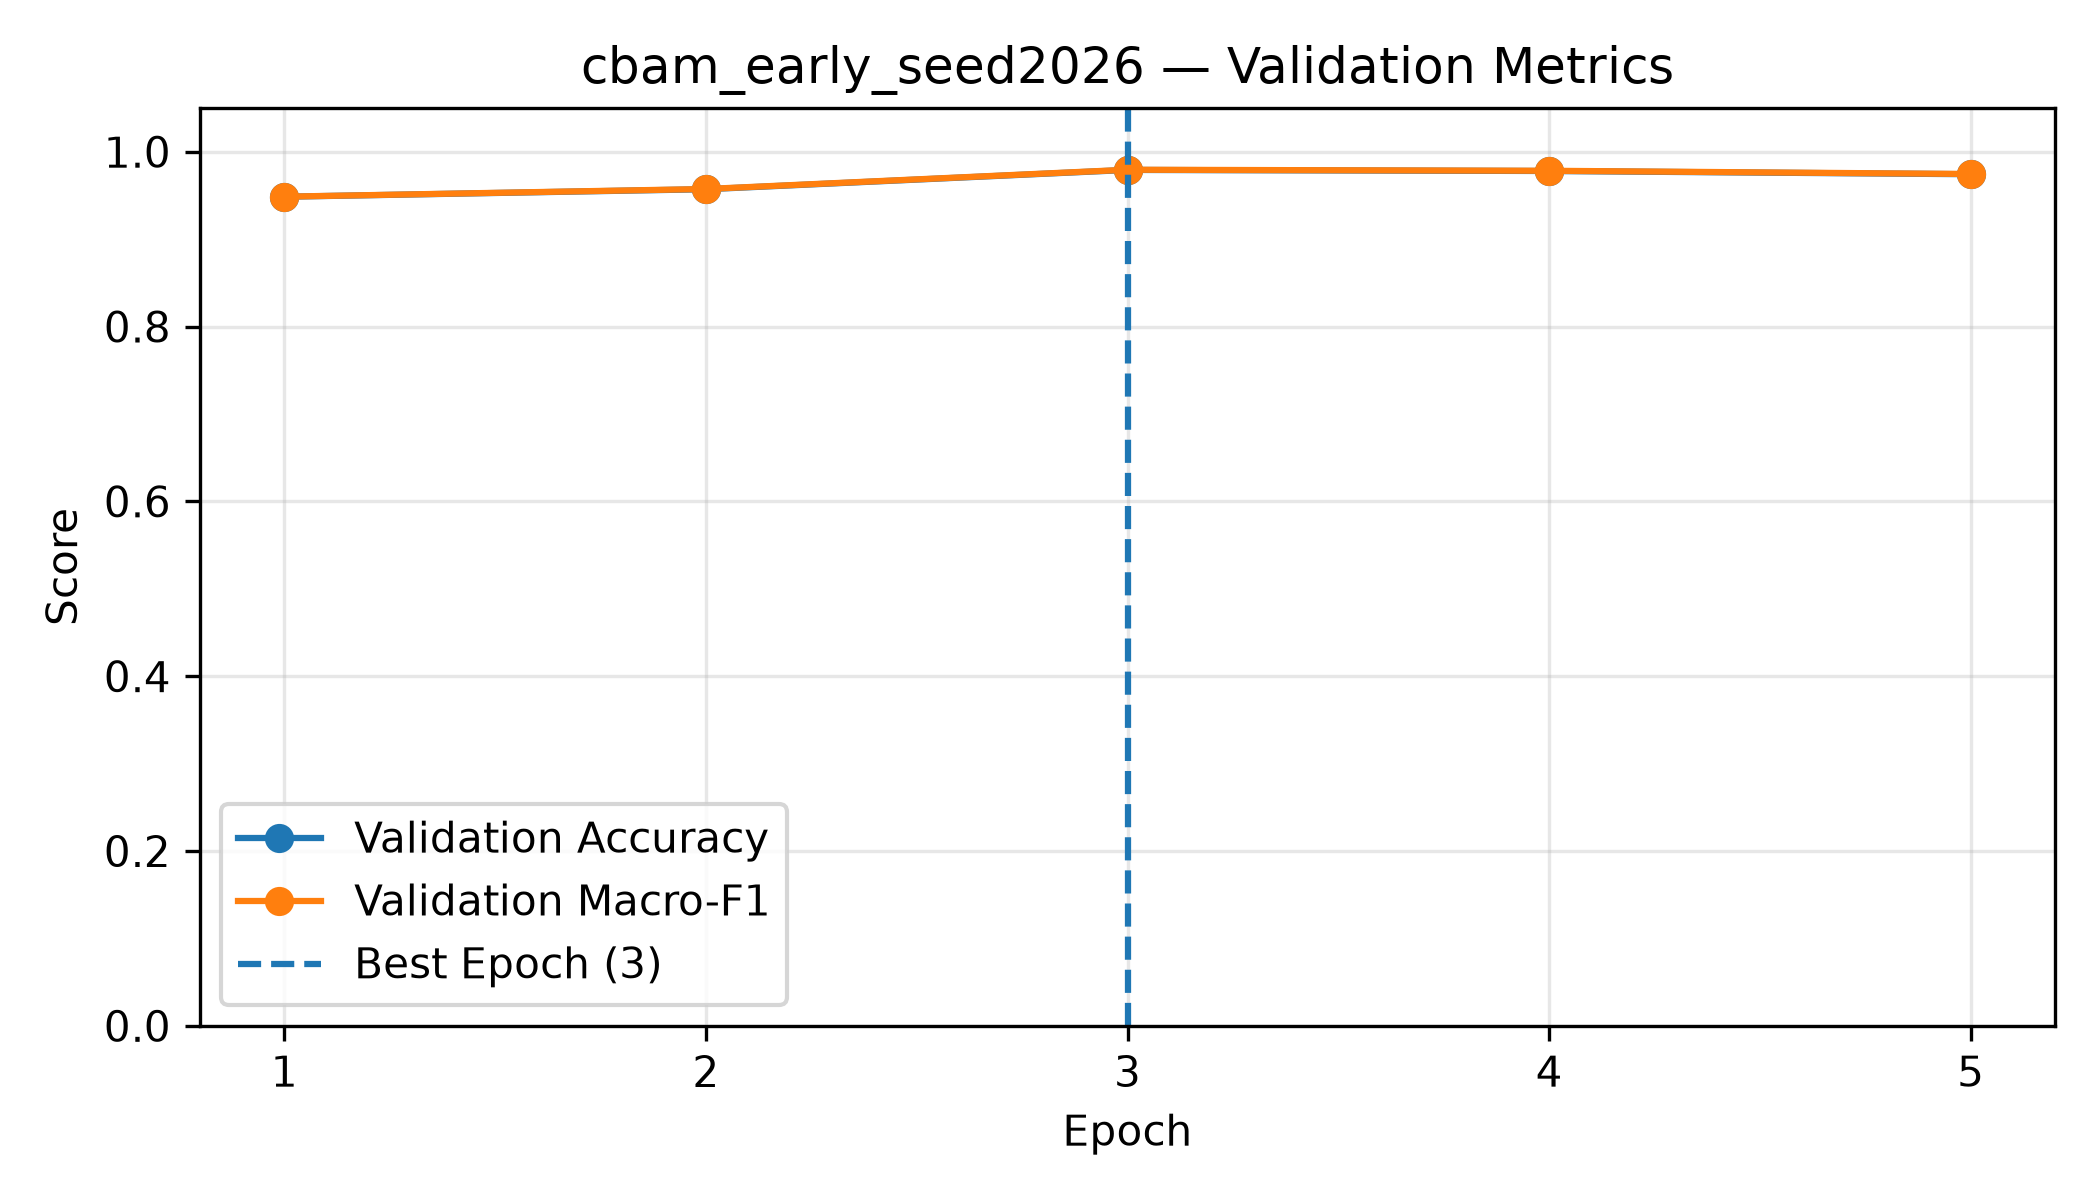 cbam_early_seed2026 — Validation Metrics
1.0
0.8
0.6
0.4
0.2
0.0
Score
Validation Accuracy
Validation Macro-F1
Best Epoch (3)
1 2 3 4 5
Epoch